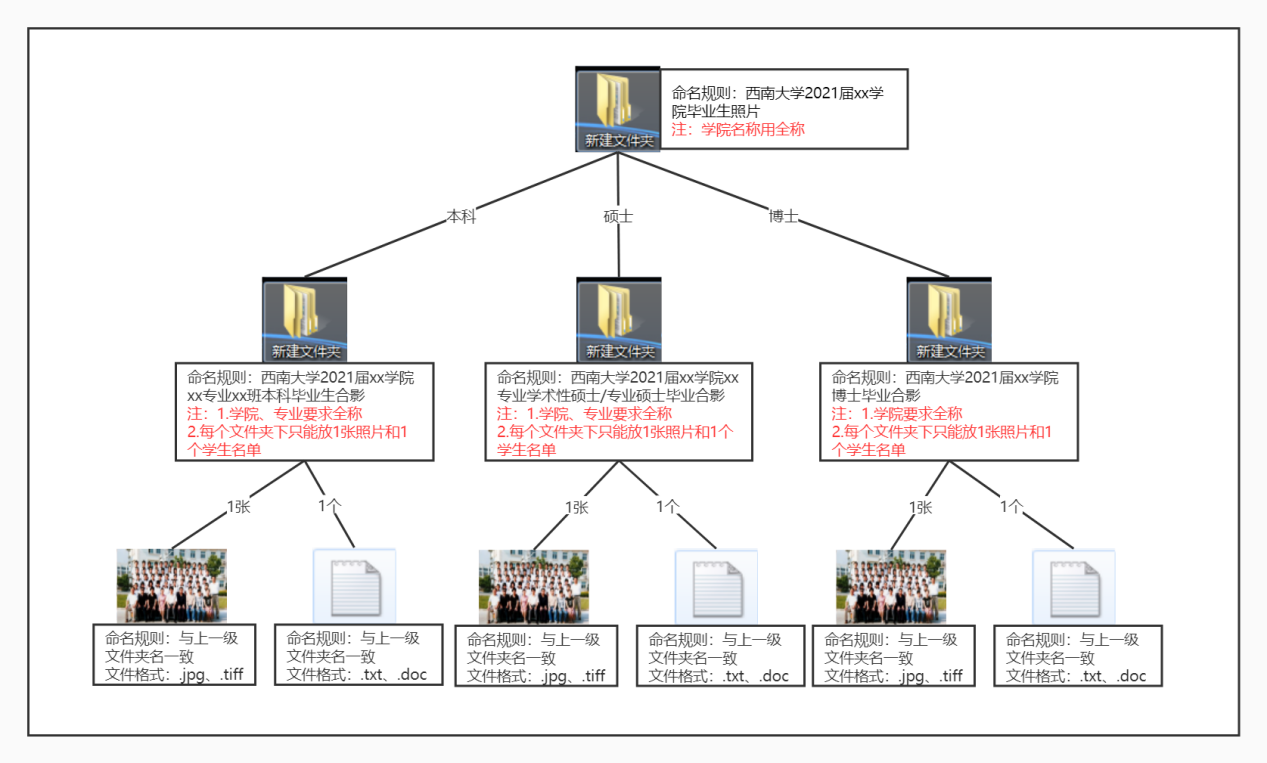 命名规则：西南大学2021届xx学
院毕业生照片
注：学院名称用全称
新建文件夹
本科
硕士
博士
新建文件夹
新建文件夹
新建文件夹
命名规则：西南大学2021届xx学院
xx专业xx班本科毕业生合影
注：1.学院、专业要求全称
2.每个文件夹下只能放1张照片和1
个学生名单
命名规则：西南大学2021届xx学院xx
专业学术性硕士/专业硕士毕业合影
注：1.学院、专业要求全称
2.每个文件夹下只能放1张照片和1个
学生名单
命名规则：西南大学2021届xx学院
博士毕业合影
注：1.学院要求全称
2.每个文件夹下只能放1张照片和1
个学生名单
1张
1个
1张
1个
1张
1个
命名规则：与上一级
文件夹名一致
文件格式：.jpg、.tiff
命名规则：与上一级
文件夹名一致
文件格式：.txt、.doc
命名规则：与上一级
文件夹名一致
文件格式：.jpg、.tiff
命名规则：与上一级
文件夹名一致
文件格式：.txt、.doc
命名规则：与上一级
文件夹名一致
文件格式：.jpg、.tiff
命名规则：与上一级
文件夹名一致
文件格式：.txt、.doc